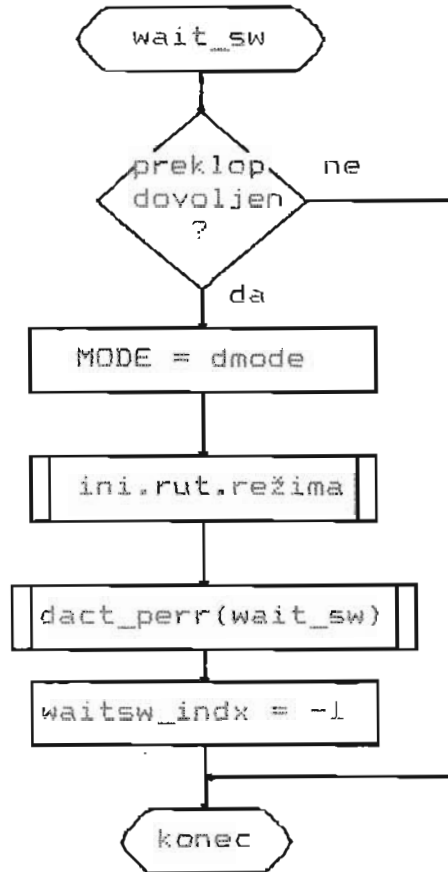 wait_sw
preklop
dovoljen
?
ne
da
MODE = dmode
ini.rut.režima
dact_perr(wait_sw)
waitsw_indx = -1
konec